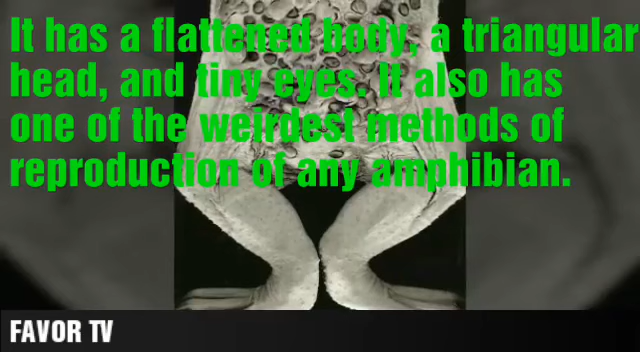 It has a flattened body, a triangular
head, and tiny eyes. It also has
one of the weirdest methods of
reproduction of any amphibian.
FAVOR TV